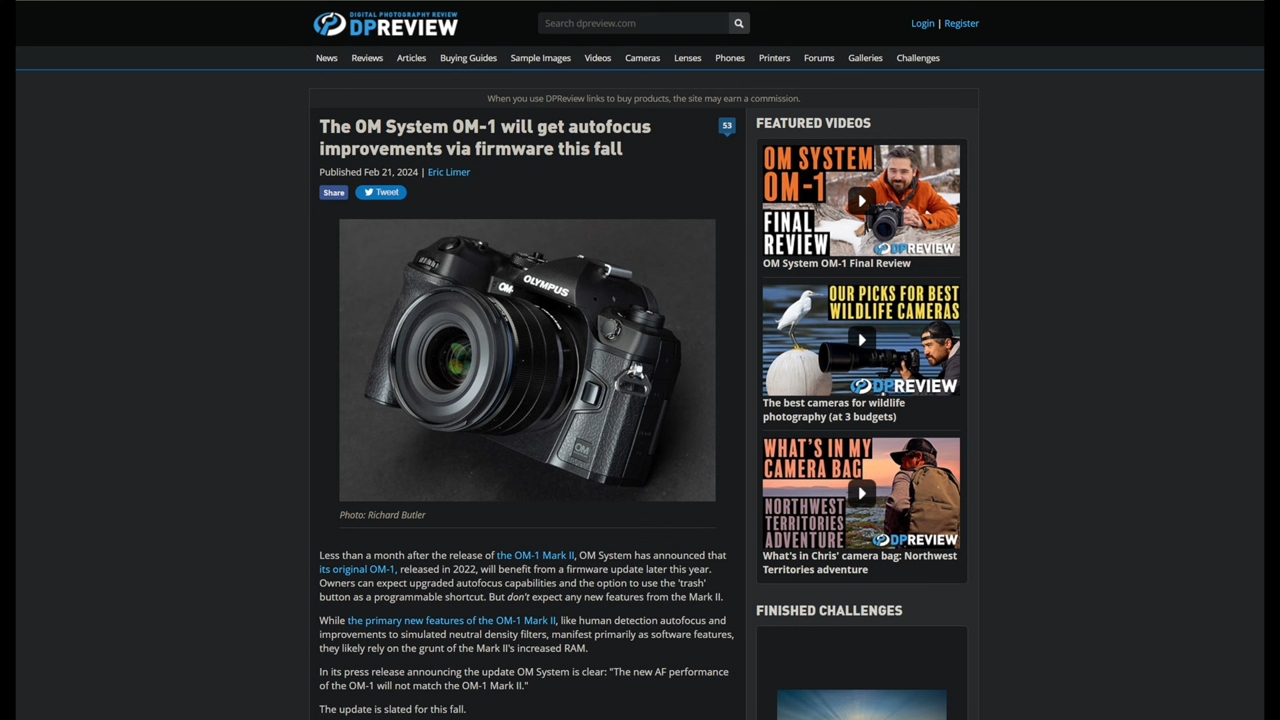 DIGITAL PHOTOGRAPHY REVIEW
DPREVIEW
Search dpreview.com
Login | Register
News Reviews Articles Buying Guides Sample Images Videos Cameras Lenses Phones Printers Forums Galleries Challenges
When you use DPReview links to buy products, the site may earn a commission.
The OM System OM-1 will get autofocus
improvements via firmware this fall
53
Published Feb 21, 2024 | Eric Limer
Share Tweet
OM
OLYMPUS
OM
Photo: Richard Butler
Less than a month after the release of the OM-1 Mark II, OM System has announced that
its original OM-1, released in 2022, will benefit from a firmware update later this year.
Owners can expect upgraded autofocus capabilities and the option to use the 'trash'
button as a programmable shortcut. But don't expect any new features from the Mark II.
While the primary new features of the OM-1 Mark II, like human detection autofocus and
improvements to simulated neutral density filters, manifest primarily as software features,
they likely rely on the grunt of the Mark II's increased RAM.
In its press release announcing the update OM System is clear: "The new AF performance
of the OM-1 will not match the OM-1 Mark II."
The update is slated for this fall.
FEATURED VIDEOS
OM SYSTEM
OM-1
FINAL
REVIEW
DPREVIEW
OM System OM-1 Final Review
OUR PICKS FOR BEST
WILDLIFE CAMERAS
DPREVIEW
The best cameras for wildlife
photography (at 3 budgets)
WHAT'S IN MY
CAMERA BAG
NORTHWEST
TERRITORIES
ADVENTURE
DPREVIEW
What's in Chris' camera bag: Northwest
Territories adventure
FINISHED CHALLENGES